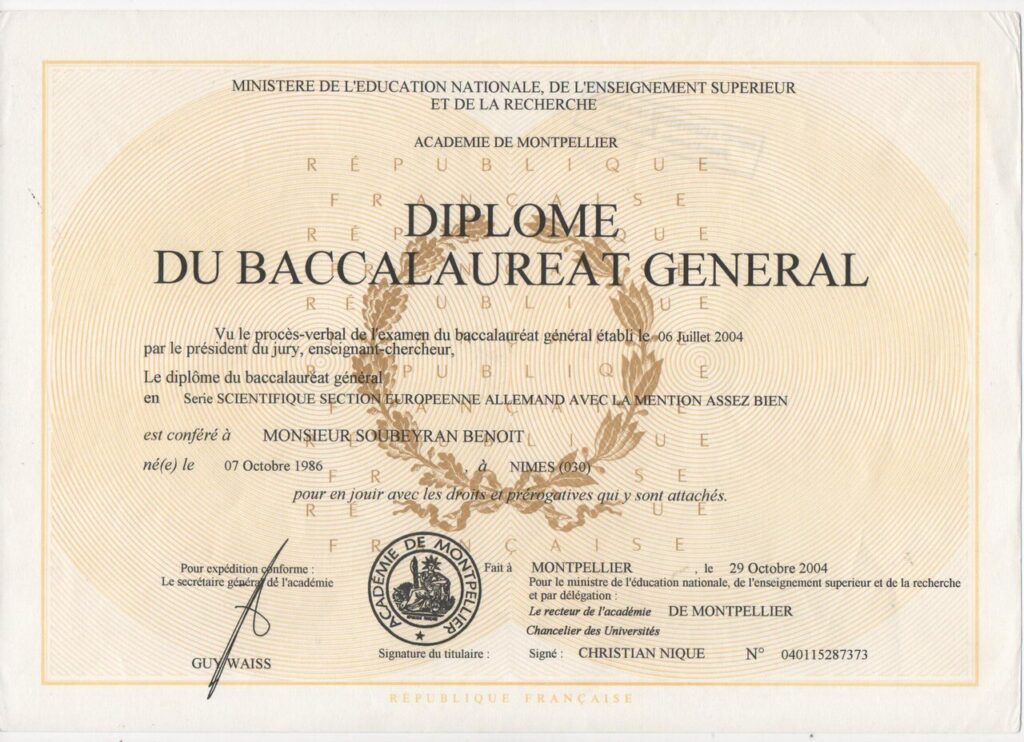 MINISTERE DE L'EDUCATION NATIONALE, DE L'ENSEIGNEMENT SUPERIEUR
ET DE LA RECHERCHE
ACADEMIE DE MONTPELLIER
RÉPUBLIQUE
FRANÇAISE
DIPLOME
DU BACCALAUREAT GENERAL
Vu le procès-verbal de l'examen du baccalauréat général établi le 06 Juillet 2004
par le président du jury, enseignant-chercheur,
Le diplôme du baccalauréat général
en Serie SCIENTIFIQUE SECTION EUROPEENNE ALLEMAND AVEC LA MENTION ASSEZ BIEN
est conféré à MONSIEUR SOUBEYRAN BENOIT
né(e) le 07 Octobre 1986 , à NIMES (030)
pour en jouir avec les droits et prérogatives qui y sont attachés.
Pour expédition conforme :
Le secrétaire général de l'académie
GUY WAISS
ACADÉMIE DE MONTPELLIER
Signature du titulaire :
Fait à MONTPELLIER , le 29 Octobre 2004
Pour le ministre de l'éducation nationale, de l'enseignement superieur et de la recherche
et par délégation :
Le recteur de l'académie DE MONTPELLIER
Chancelier des Universités
Signé : CHRISTIAN NIQUE N° 040115287373
RÉPUBLIQUE FRANÇAISE